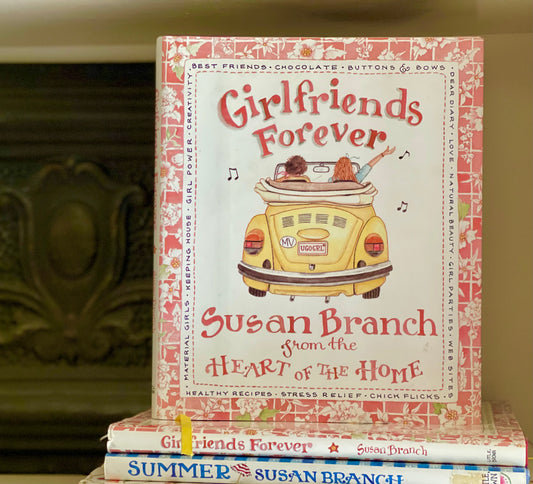 BEST FRIENDS • CHOCOLATE • BUTTONS & BOWS
• DEAR DIARY • LOVE • NATURAL BEAUTY • GIRL PARTIES • WEB SITES
• MATERIAL GIRLS • KEEPING HOUSE • GIRL POWER • CREATIVITY
Girlfriends
Forever
MV
UGOGRL
Susan Branch
from the
HEART OF THE HOME
HEALTHY RECIPES • STRESS RELIEF • CHICK FLICKS •
Girlfriends Forever Susan Branch
SUMMER SUSAN BRANCH